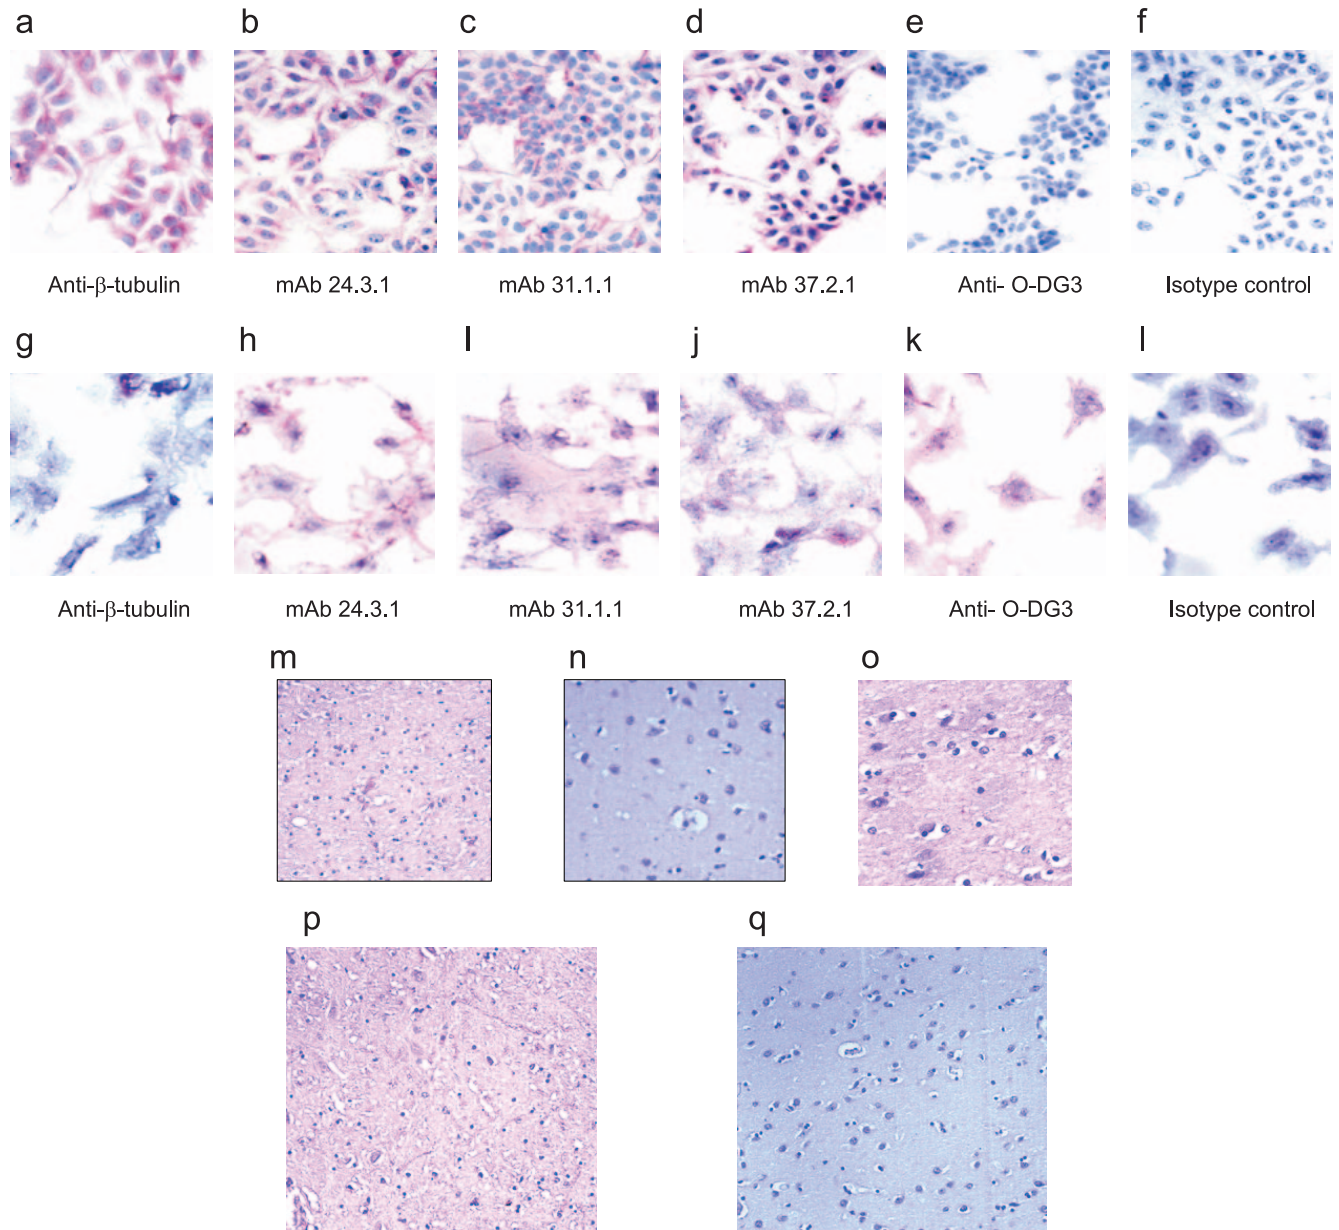 a b c d e f
Anti-β-tubulin mAb 24.3.1 mAb 31.1.1 mAb 37.2.1 Anti- O-DG3 Isotype control
g h I j k l
Anti-β-tubulin mAb 24.3.1 mAb 31.1.1 mAb 37.2.1 Anti- O-DG3 Isotype control
m n o
p q